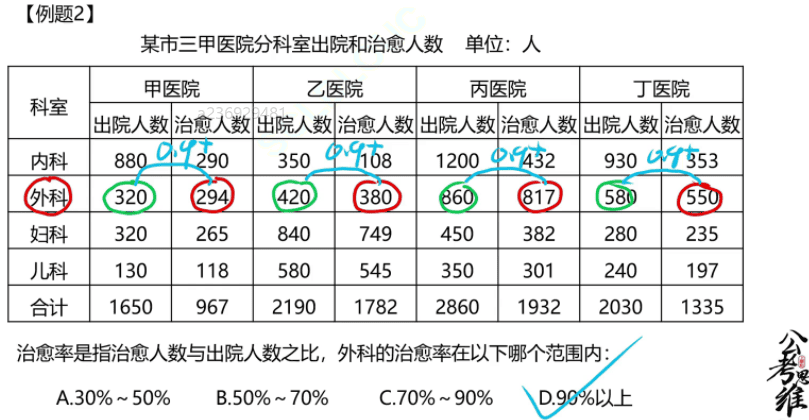 【例题2】
某市三甲医院分科室出院和治愈人数 单位：人
科室 甲医院 乙医院 丙医院 丁医院
出院人数 治愈人数 出院人数 治愈人数 出院人数 治愈人数 出院人数 治愈人数
a236929481
内科 880 290 350 108 1200 432 930 353
0.9+ 0.9+ 0.9+ 0.9+
外科 320 294 420 380 860 817 580 550
妇科 320 265 840 749 450 382 280 235
儿科 130 118 580 545 350 301 240 197
合计 1650 967 2190 1782 2860 1932 2030 1335
治愈率是指治愈人数与出院人数之比，外科的治愈率在以下哪个范围内：
A.30%～50% B.50%～70% C.70%～90% D.90%以上
公考思维